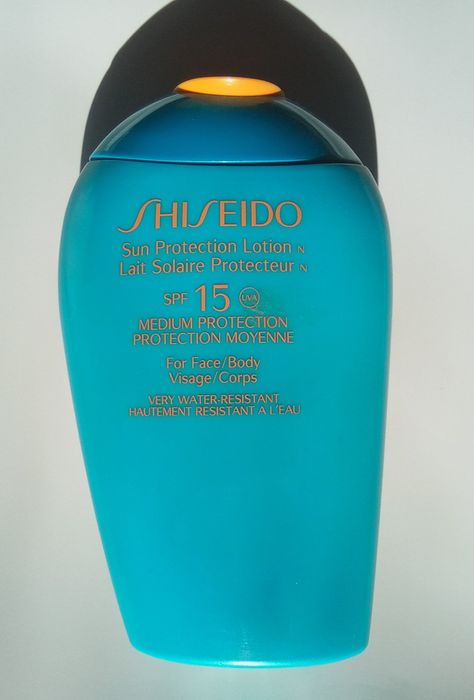 SHISEIDO
Sun Protection Lotion N
Lait Solaire Protecteur N
SPF 15 UVA
MEDIUM PROTECTION
PROTECTION MOYENNE
For Face/Body
Visage/Corps
VERY WATER-RESISTANT
HAUTEMENT RESISTANT A L'EAU